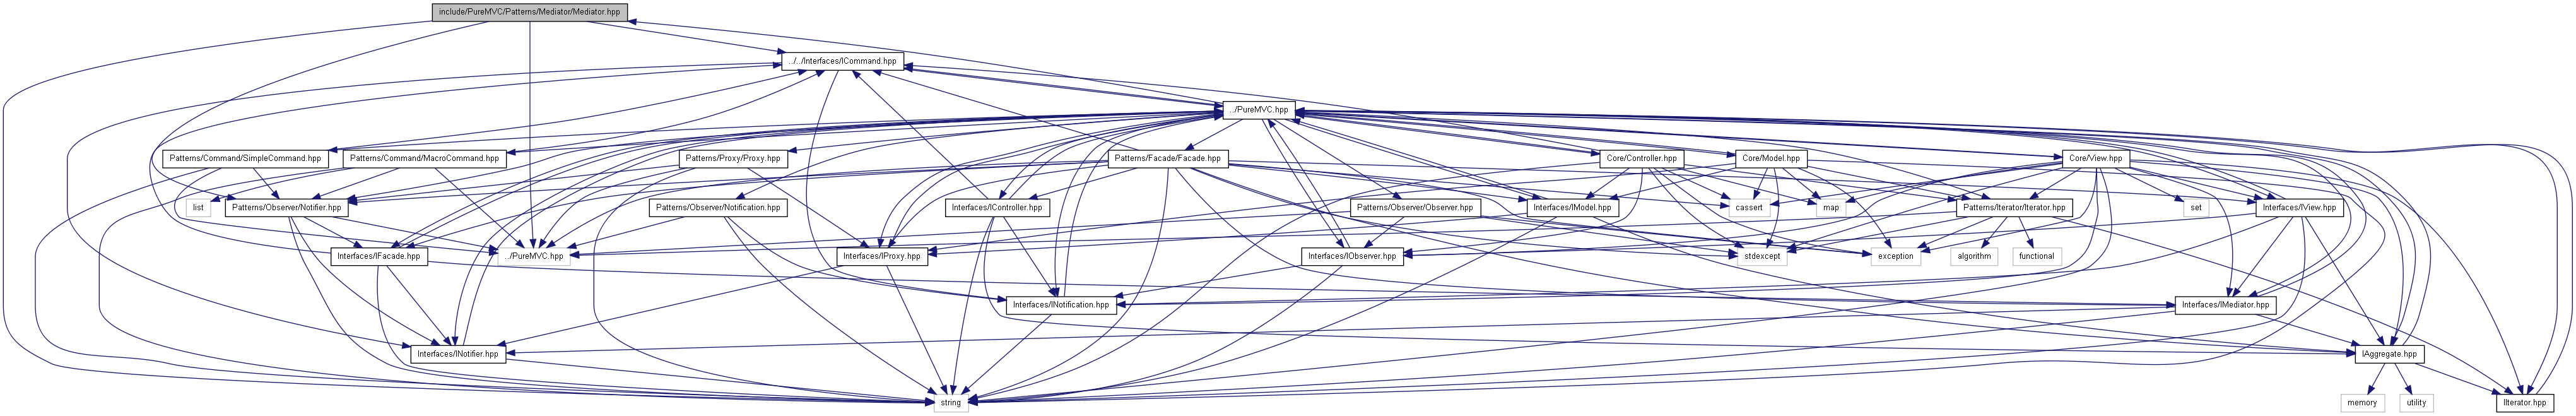 include/PureMVC/Patterns/Mediator/Mediator.hpp
../../Interfaces/ICommand.hpp
../PureMVC.hpp
Patterns/Command/SimpleCommand.hpp
Patterns/Command/MacroCommand.hpp
Patterns/Proxy/Proxy.hpp
Patterns/Facade/Facade.hpp
Core/Controller.hpp
Core/Model.hpp
Core/View.hpp
list
Patterns/Observer/Notifier.hpp
Patterns/Observer/Notification.hpp
Interfaces/IController.hpp
Patterns/Observer/Observer.hpp
Interfaces/IModel.hpp
cassert
map
Patterns/Iterator/Iterator.hpp
set
Interfaces/IView.hpp
Interfaces/IFacade.hpp
../PureMVC.hpp
Interfaces/IProxy.hpp
Interfaces/IObserver.hpp
stdexcept
exception
algorithm
functional
Interfaces/INotification.hpp
Interfaces/IMediator.hpp
Interfaces/INotifier.hpp
IAggregate.hpp
string
memory
utility
IIterator.hpp